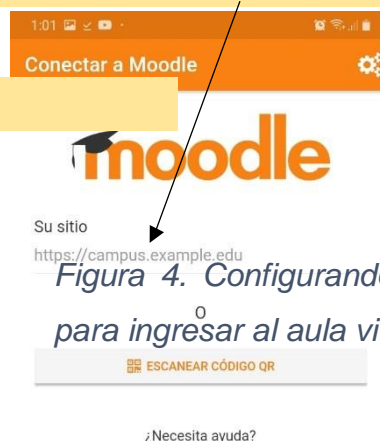 1:01
Conectar a Moodle
moodle
Su sitio
https://campus.example.edu
Figura 4. Configurando
O
para ingresar al aula vi
ESCANEAR CÓDIGO QR
¿Necesita ayuda?